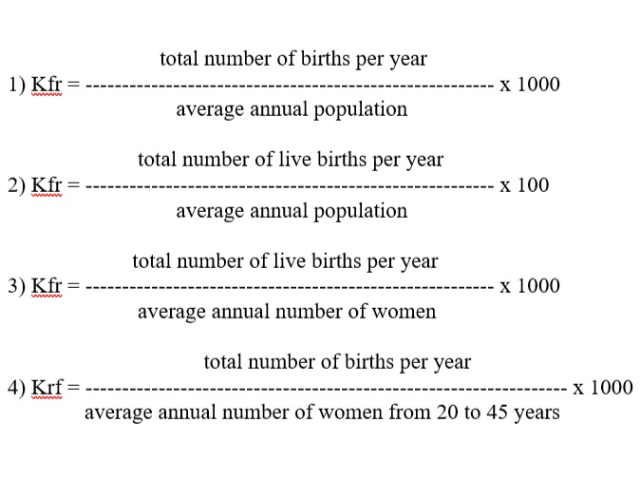 total number of births per year
1) Kfr = ---------------------------------------------------------- x 1000
average annual population
total number of live births per year
2) Kfr = ---------------------------------------------------------- x 100
average annual population
total number of live births per year
3) Kfr = ---------------------------------------------------------- x 1000
average annual number of women
total number of births per year
4) Krf = -------------------------------------------------------------------- x 1000
average annual number of women from 20 to 45 years